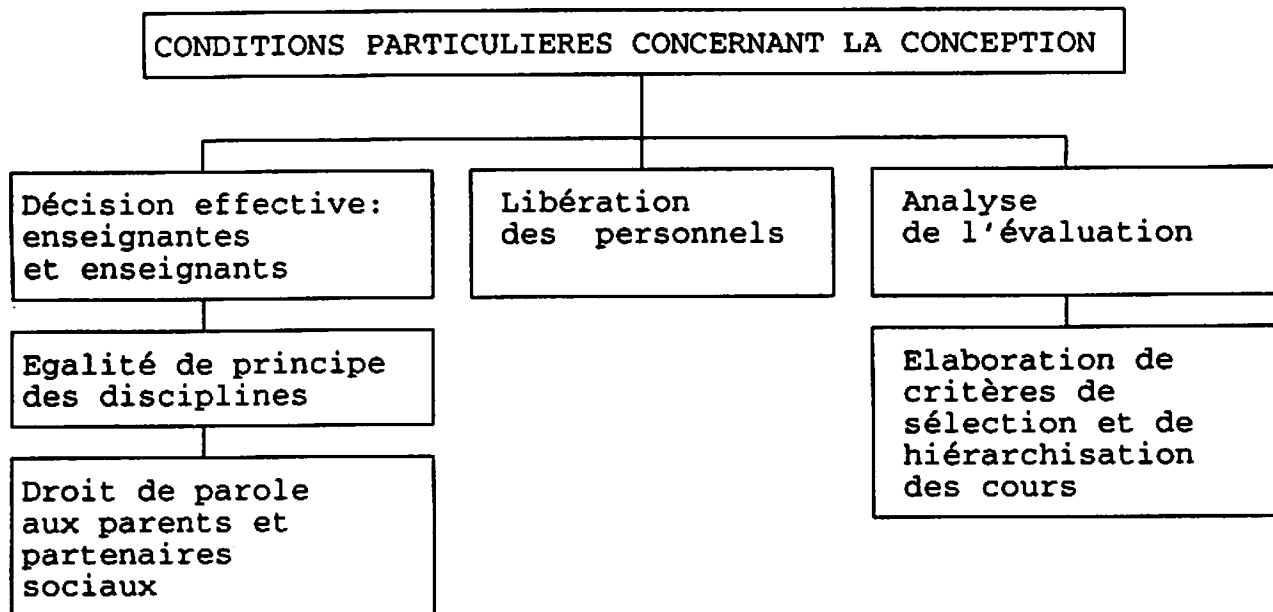 CONDITIONS PARTICULIERES CONCERNANT LA CONCEPTION
Décision effective:
enseignantes
et enseignants
Libération
des personnels
Analyse
de l'évaluation
Egalité de principe
des disciplines
Elaboration de
critères de
sélection et de
hiérarchisation
des cours
Droit de parole
aux parents et
partenaires
sociaux